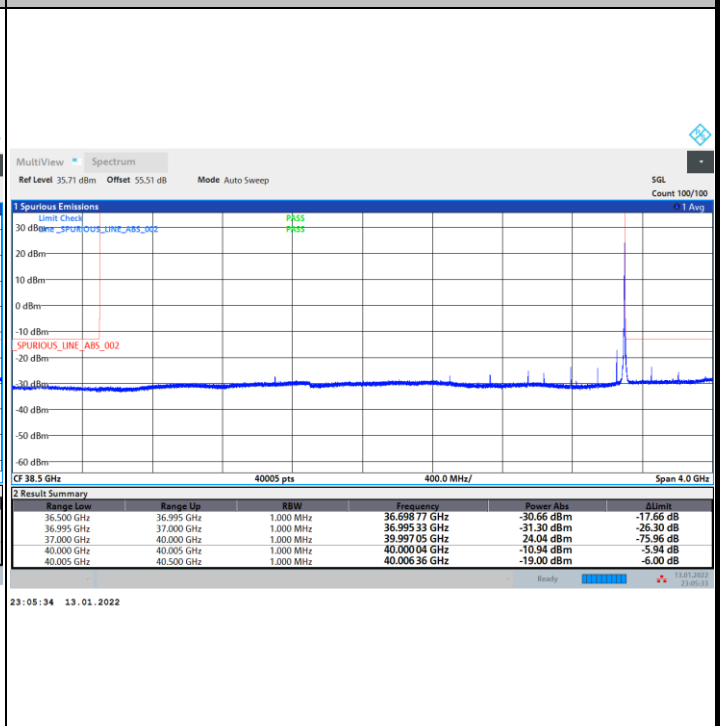 MultiView Spectrum
Ref Level 35.71 dBm Offset 55.51 dB Mode Auto Sweep SGL
Count 100/100
1 Spurious Emissions 1 Avg
Limit Check PASS
30 dBm Line _SPURIOUS_LINE_ABS_002 PASS
20 dBm
10 dBm
0 dBm
-10 dBm
_SPURIOUS_LINE_ABS_002
-20 dBm
-30 dBm
-40 dBm
-50 dBm
-60 dBm
CF 38.5 GHz 40005 pts 400.0 MHz/ Span 4.0 GHz
2 Result Summary
Range Low Range Up RBW Frequency Power Abs ΔLimit
36.500 GHz 36.995 GHz 1.000 MHz 36.698 77 GHz -30.66 dBm -17.66 dB
36.995 GHz 37.000 GHz 1.000 MHz 36.995 33 GHz -31.30 dBm -26.30 dB
37.000 GHz 40.000 GHz 1.000 MHz 39.997 05 GHz 24.04 dBm -75.96 dB
40.000 GHz 40.005 GHz 1.000 MHz 40.000 04 GHz -10.94 dBm -5.94 dB
40.005 GHz 40.500 GHz 1.000 MHz 40.006 36 GHz -19.00 dBm -6.00 dB
Ready 13.01.2022
23:05:33
23:05:34 13.01.2022